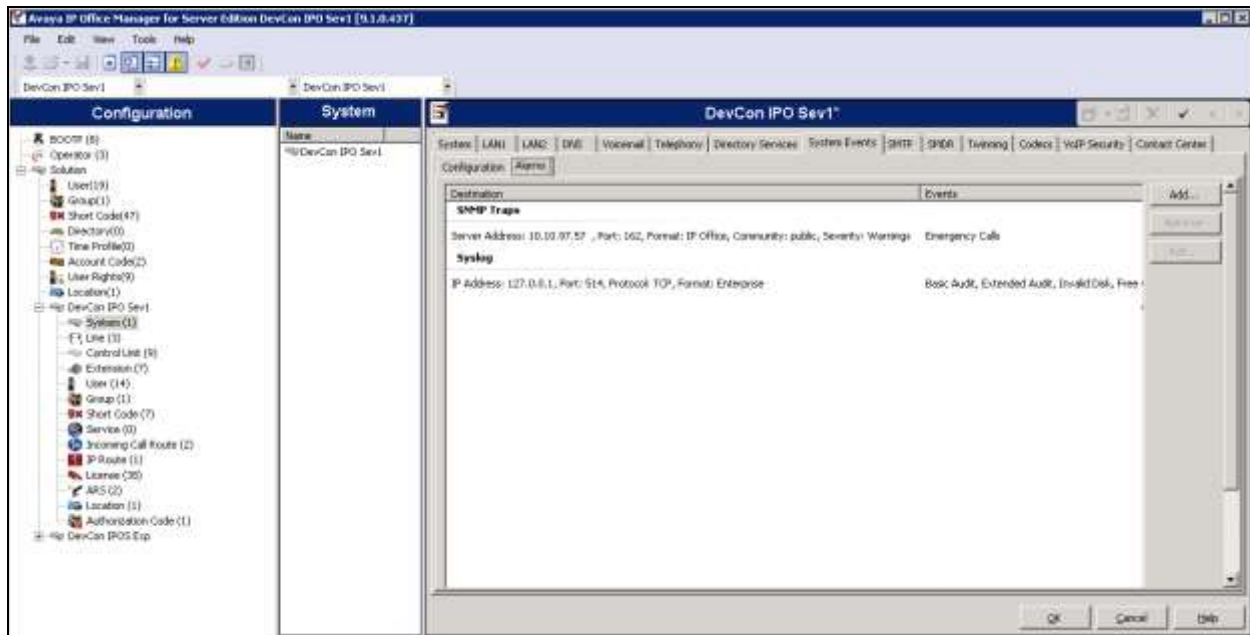 Avaya IP Office Manager for Server Edition DevCon IPO Sev1 [9.1.0.437]
File Edit View Tools Help
DevCon IPO Sev1 DevCon IPO Sev1
Configuration
BOOTP (6)
Operator (3)
Solution
User(19)
Group(1)
Short Code(47)
Directory(0)
Time Profile(0)
Account Code(2)
User Rights(9)
Location(1)
DevCon IPO Sev1
System (1)
Line (3)
Control Unit (9)
Extension (7)
User (14)
Group (1)
Short Code (7)
Service (0)
Incoming Call Route (2)
IP Route (1)
License (38)
ARS (2)
Location (1)
Authorization Code (1)
DevCon IPOS Exp
System
Name
DevCon IPO Sev1
DevCon IPO Sev1*
System LAN1 LAN2 DNS Voicemail Telephony Directory Services System Events SMTP SMDR Twinning Codecs VoIP Security Contact Center
Configuration Alarms
Destination Events
SNMP Traps
Server Address: 10.10.97.57 , Port: 162, Format: IP Office, Community: public, Severity: Warnings Emergency Calls
Syslog
IP Address: 127.0.0.1, Port: 514, Protocol: TCP, Format: Enterprise Basic Audit, Extended Audit, Invalid Disk, Free
Add...
Remove
Edit...
OK Cancel Help